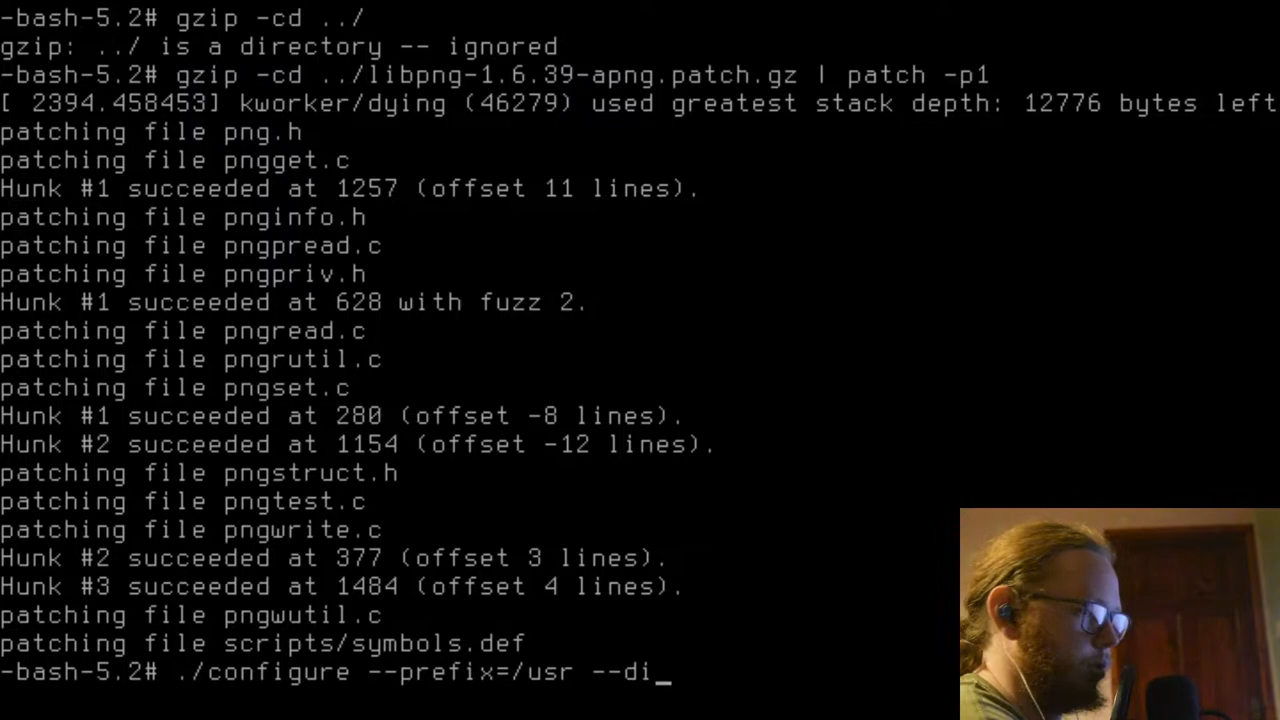 -bash-5.2# gzip -cd ../
gzip: ../ is a directory -- ignored
-bash-5.2# gzip -cd ../libpng-1.6.39-apng.patch.gz | patch -p1
[ 2394.458453] kworker/dying (46279) used greatest stack depth: 12776 bytes left
patching file png.h
patching file pngget.c
Hunk #1 succeeded at 1257 (offset 11 lines).
patching file pnginfo.h
patching file pngpread.c
patching file pngpriv.h
Hunk #1 succeeded at 628 with fuzz 2.
patching file pngread.c
patching file pngrutil.c
patching file pngset.c
Hunk #1 succeeded at 280 (offset -8 lines).
Hunk #2 succeeded at 1154 (offset -12 lines).
patching file pngstruct.h
patching file pngtest.c
patching file pngwrite.c
Hunk #2 succeeded at 377 (offset 3 lines).
Hunk #3 succeeded at 1484 (offset 4 lines).
patching file pngwutil.c
patching file scripts/symbols.def
-bash-5.2# ./configure --prefix=/usr --di_